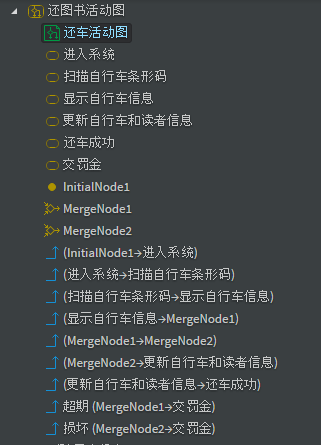 还图书活动图
还车活动图
进入系统
扫描自行车条形码
显示自行车信息
更新自行车和读者信息
还车成功
交罚金
InitialNode1
MergeNode1
MergeNode2
(InitialNode1→进入系统)
(进入系统→扫描自行车条形码)
(扫描自行车条形码→显示自行车信息)
(显示自行车信息→MergeNode1)
(MergeNode1→MergeNode2)
(MergeNode2→更新自行车和读者信息)
(更新自行车和读者信息→还车成功)
超期 (MergeNode1→交罚金)
损坏 (MergeNode2→交罚金)